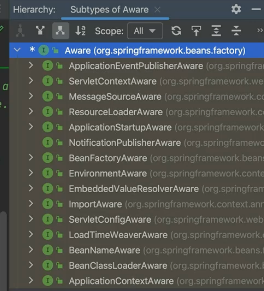 Hierarchy: Subtypes of Aware
Scope: All
Aware (org.springframework.beans.factory)
ApplicationEventPublisherAware (org.springfram
ServletContextAware (org.springframework.we
MessageSourceAware (org.springframework.co
ResourceLoaderAware (org.springframework.co
ApplicationStartupAware (org.springframework
NotificationPublisherAware (org.springframewo
BeanFactoryAware (org.springframework.beans
EnvironmentAware (org.springframework.conte
EmbeddedValueResolverAware (org.springfram
ImportAware (org.springframework.context.ann
ServletConfigAware (org.springframework.web
LoadTimeWeaverAware (org.springframework.c
BeanNameAware (org.springframework.beans.f
BeanClassLoaderAware (org.springframework.b
ApplicationContextAware (org.springframework